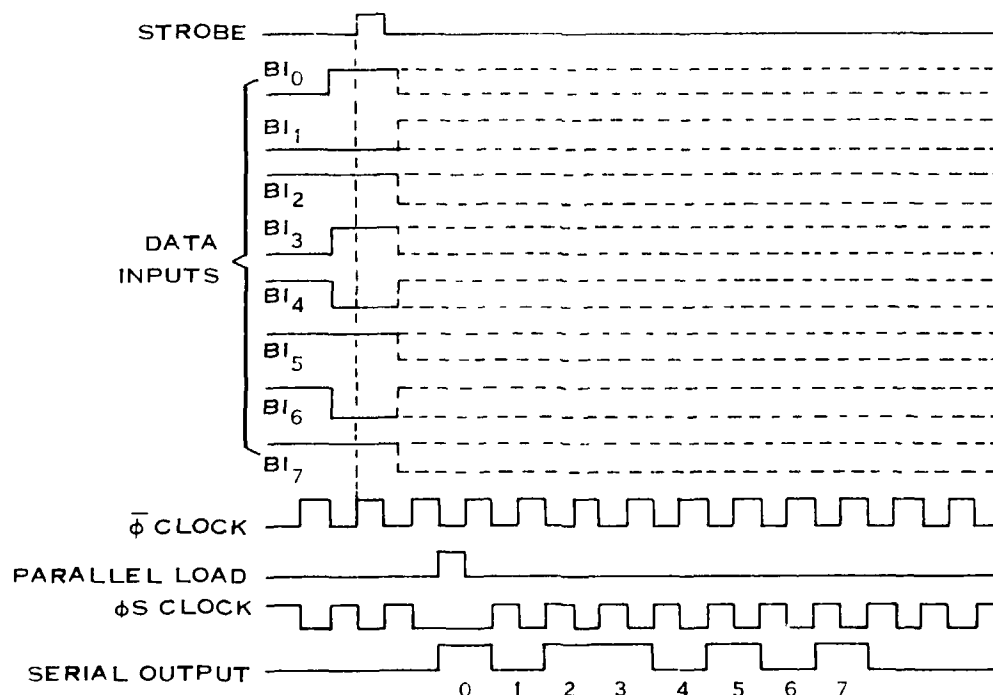 STROBE
BI0
BI1
BI2
BI3
DATA
INPUTS
BI4
BI5
BI6
BI7
φ̄ CLOCK
PARALLEL LOAD
φS CLOCK
SERIAL OUTPUT
0 1 2 3 4 5 6 7